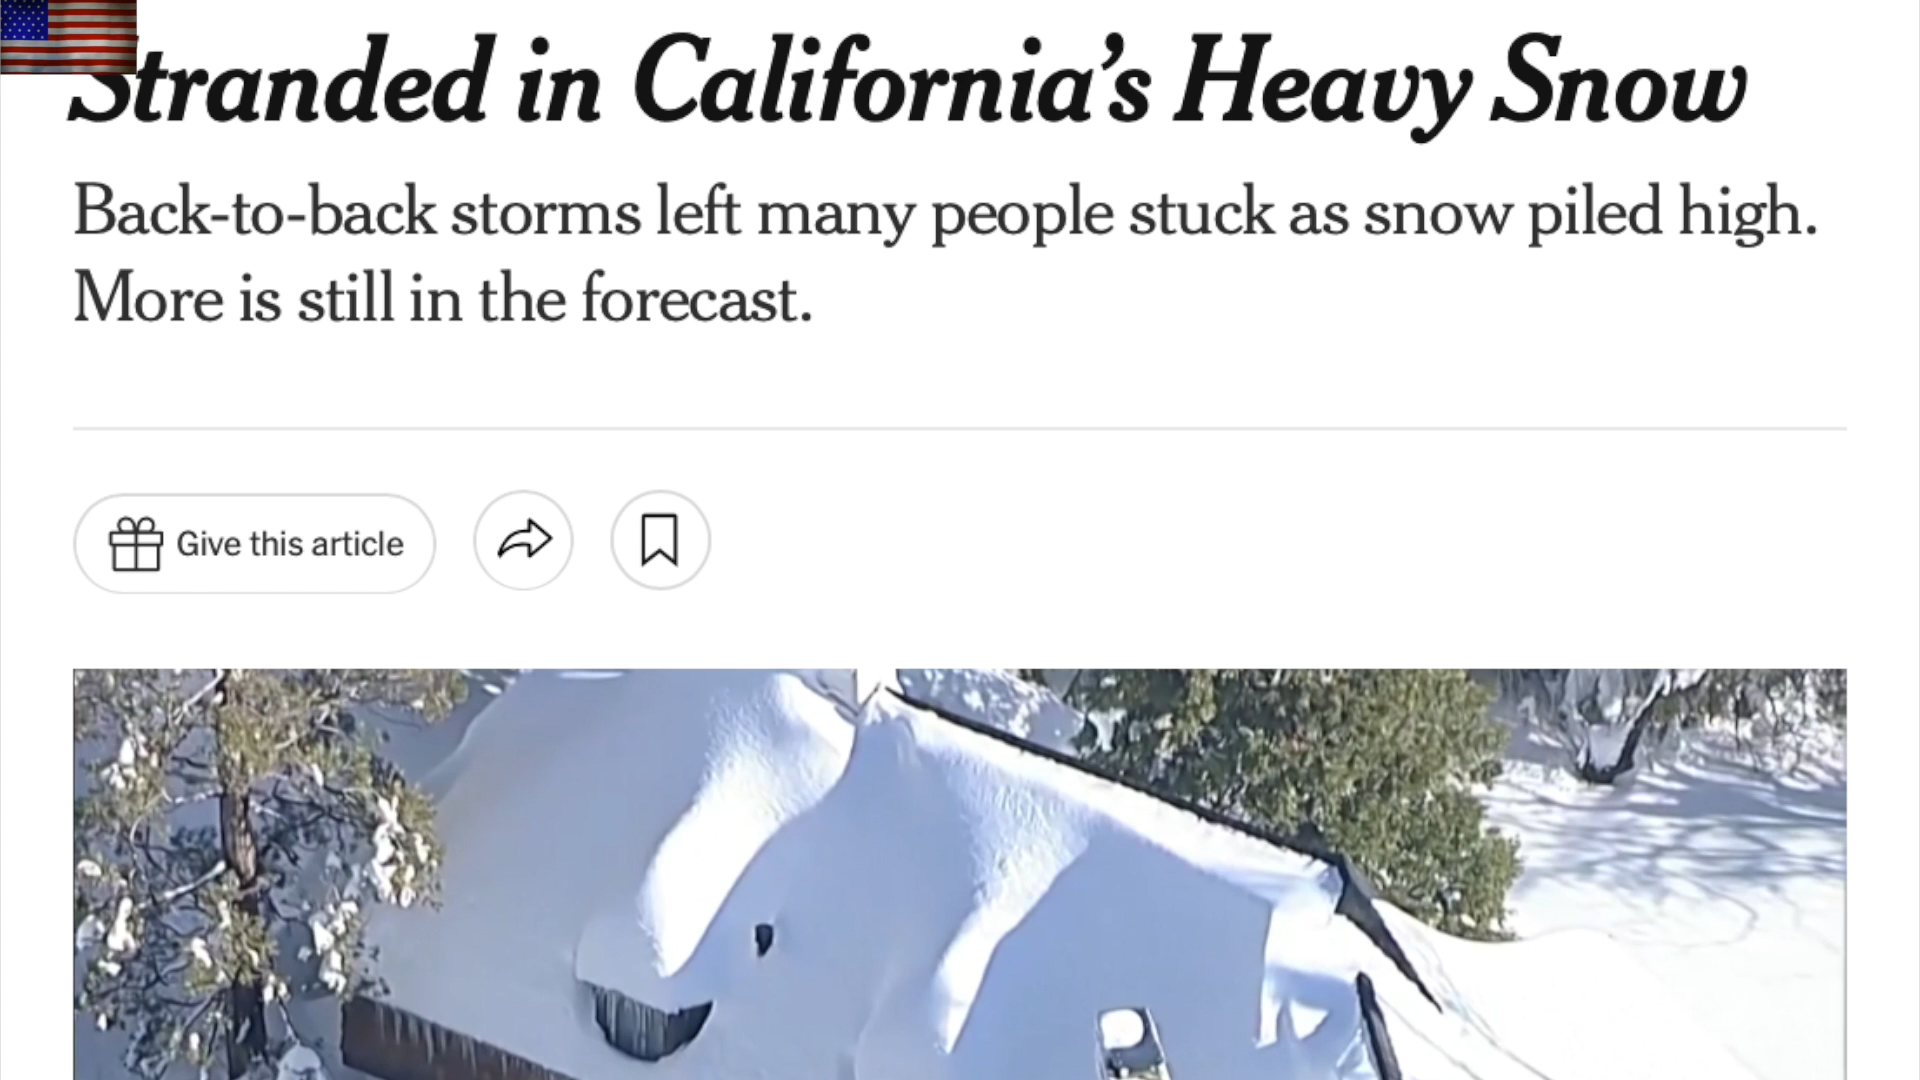 Stranded in California’s Heavy Snow
Back-to-back storms left many people stuck as snow piled high.
More is still in the forecast.
Give this article